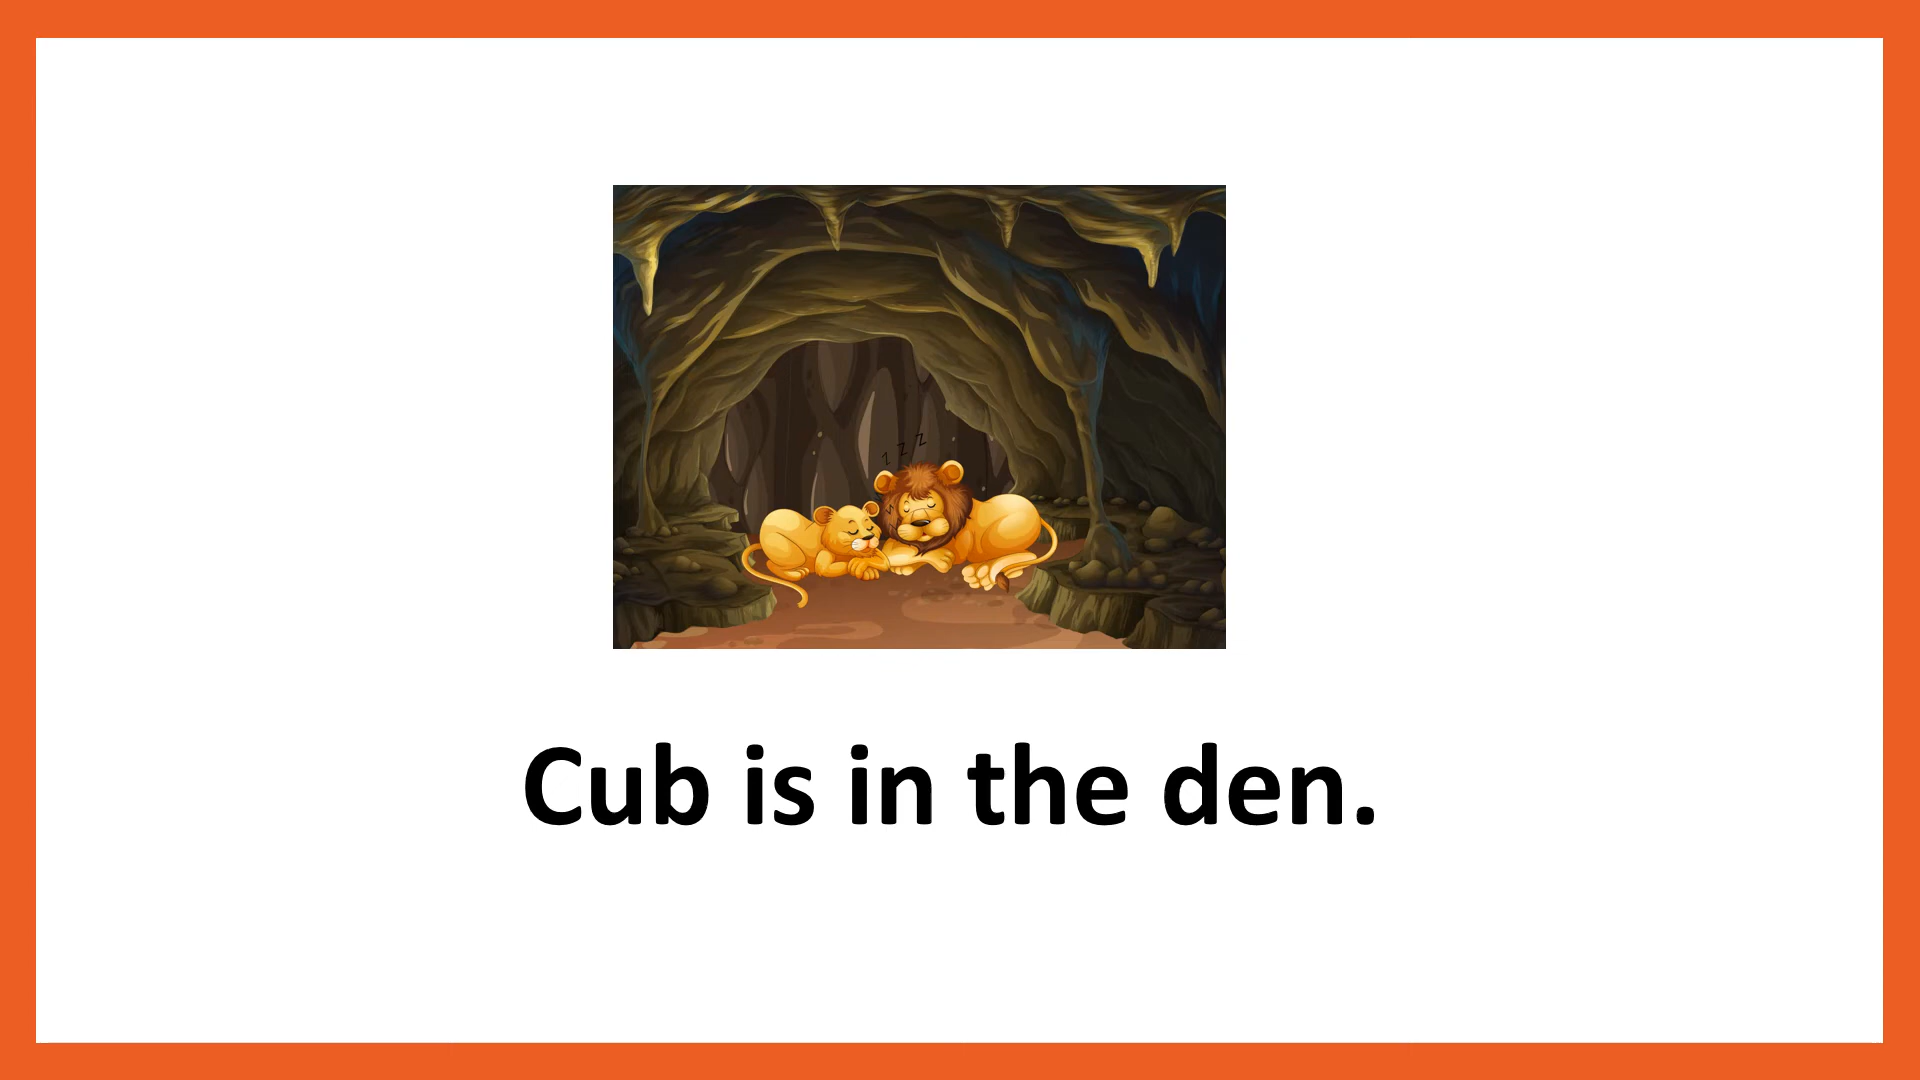 z z z
Cub is in the den.